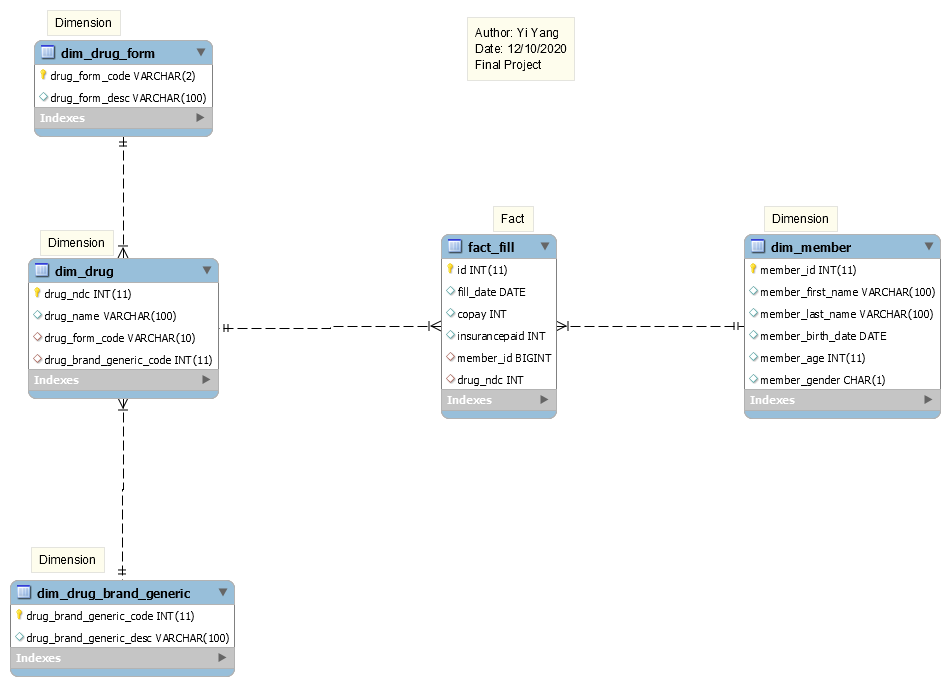 Dimension
dim_drug_form
drug_form_code VARCHAR(2)
drug_form_desc VARCHAR(100)
Indexes
Author: Yi Yang
Date: 12/10/2020
Final Project
Dimension
dim_drug
drug_ndc INT(11)
drug_name VARCHAR(100)
drug_form_code VARCHAR(10)
drug_brand_generic_code INT(11)
Indexes
Fact
fact_fill
id INT(11)
fill_date DATE
copay INT
insurancepaid INT
member_id BIGINT
drug_ndc INT
Indexes
Dimension
dim_member
member_id INT(11)
member_first_name VARCHAR(100)
member_last_name VARCHAR(100)
member_birth_date DATE
member_age INT(11)
member_gender CHAR(1)
Indexes
Dimension
dim_drug_brand_generic
drug_brand_generic_code INT(11)
drug_brand_generic_desc VARCHAR(100)
Indexes